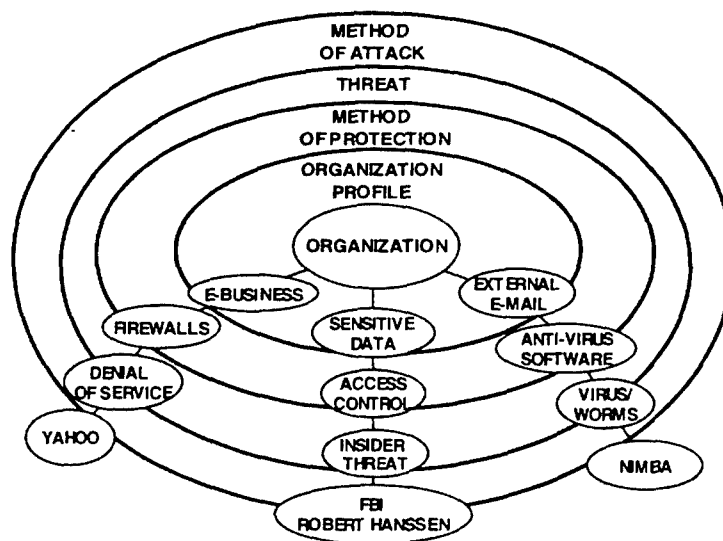 METHOD
OF ATTACK
THREAT
METHOD
OF PROTECTION
ORGANIZATION
PROFILE
ORGANIZATION
E-BUSINESS
EXTERNAL
E-MAIL
FIREWALLS
SENSITIVE
DATA
ANTI-VIRUS
SOFTWARE
DENIAL
OF SERVICE
ACCESS
CONTROL
VIRUS/
WORMS
YAHOO
INSIDER
THREAT
NIMBA
FBI
ROBERT HANSSEN